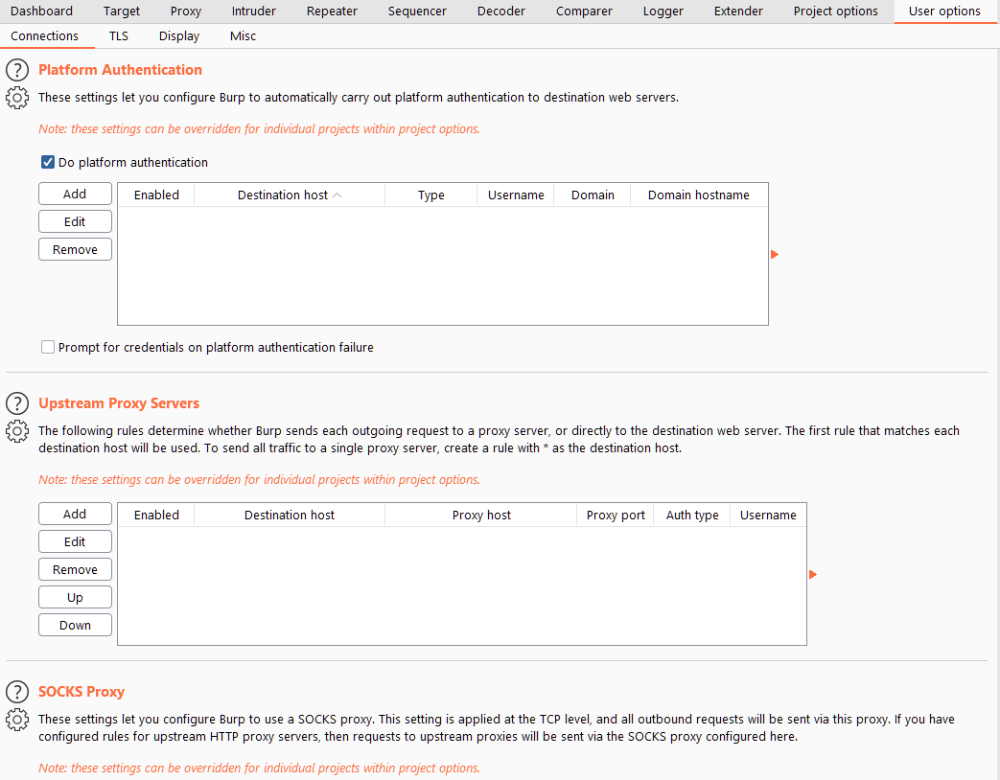 Dashboard Target Proxy Intruder Repeater Sequencer Decoder Comparer Logger Extender Project options User options
Connections TLS Display Misc
? Platform Authentication
These settings let you configure Burp to automatically carry out platform authentication to destination web servers.
Note: these settings can be overridden for individual projects within project options.
Do platform authentication
Add Enabled Destination host Type Username Domain Domain hostname
Edit
Remove
Prompt for credentials on platform authentication failure
? Upstream Proxy Servers
The following rules determine whether Burp sends each outgoing request to a proxy server, or directly to the destination web server. The first rule that matches each
destination host will be used. To send all traffic to a single proxy server, create a rule with * as the destination host.
Note: these settings can be overridden for individual projects within project options.
Add Enabled Destination host Proxy host Proxy port Auth type Username
Edit
Remove
Up
Down
? SOCKS Proxy
These settings let you configure Burp to use a SOCKS proxy. This setting is applied at the TCP level, and all outbound requests will be sent via this proxy. If you have
configured rules for upstream HTTP proxy servers, then requests to upstream proxies will be sent via the SOCKS proxy configured here.
Note: these settings can be overridden for individual projects within project options.